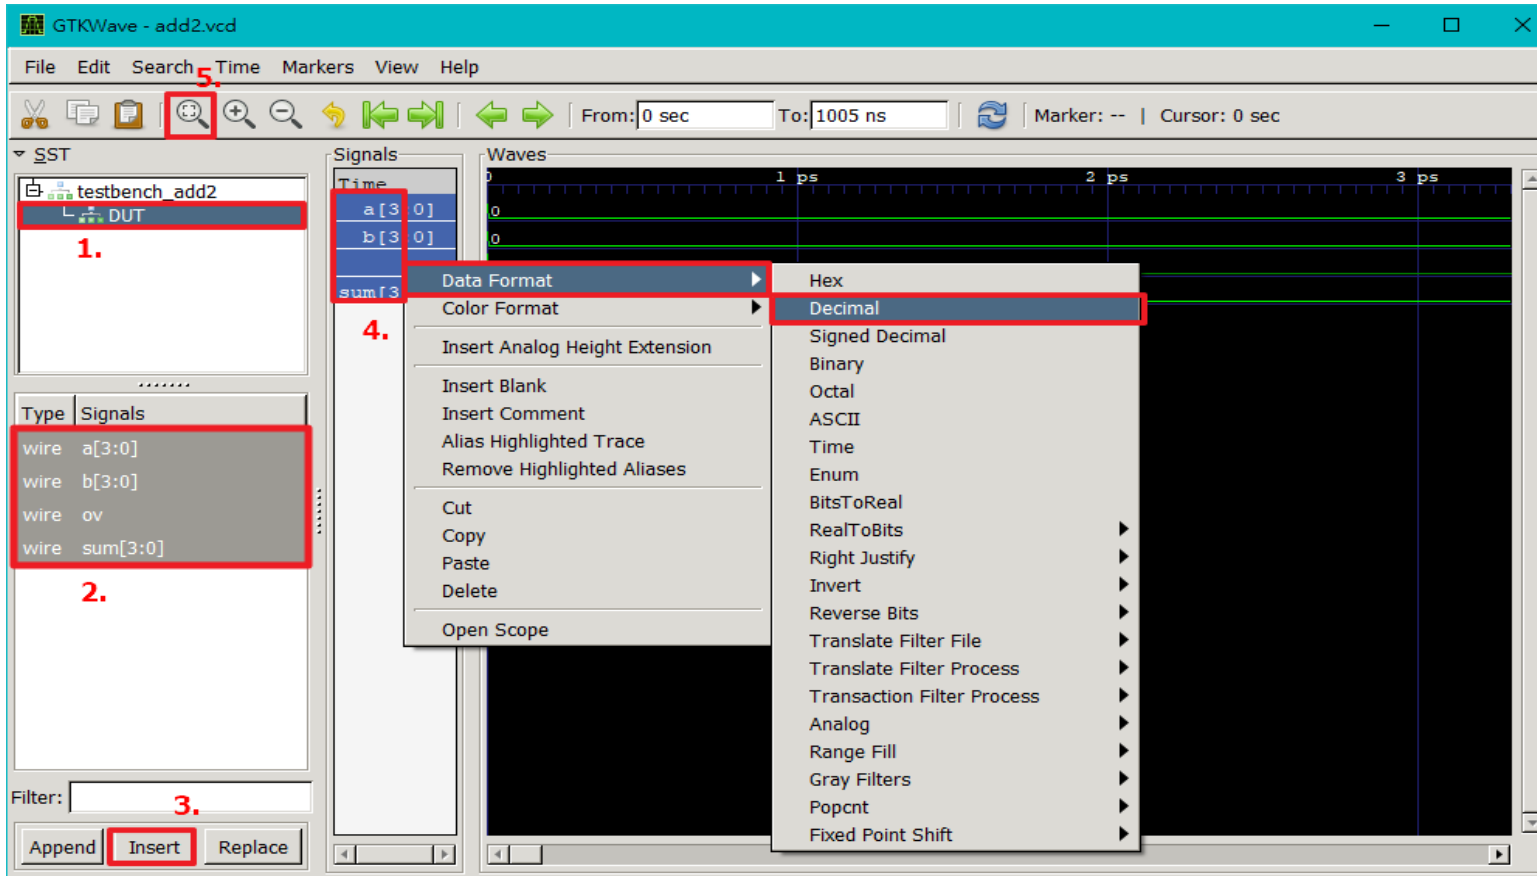 GTKWave - add2.vcd
File Edit Search Time Markers View Help
5.
From: 0 sec To: 1005 ns Marker: -- | Cursor: 0 sec
SST
testbench_add2
DUT
1.
Type Signals
wire a[3:0]
wire b[3:0]
wire ov
wire sum[3:0]
2.
Filter:
3.
Append Insert Replace
Signals
Time
a[3:0]
b[3:0]
sum[3
4.
Waves
0 1 ps 2 ps 3 ps
0
0
Data Format
Color Format
Insert Analog Height Extension
Insert Blank
Insert Comment
Alias Highlighted Trace
Remove Highlighted Aliases
Cut
Copy
Paste
Delete
Open Scope
Hex
Decimal
Signed Decimal
Binary
Octal
ASCII
Time
Enum
BitsToReal
RealToBits
Right Justify
Invert
Reverse Bits
Translate Filter File
Translate Filter Process
Transaction Filter Process
Analog
Range Fill
Gray Filters
Popcnt
Fixed Point Shift